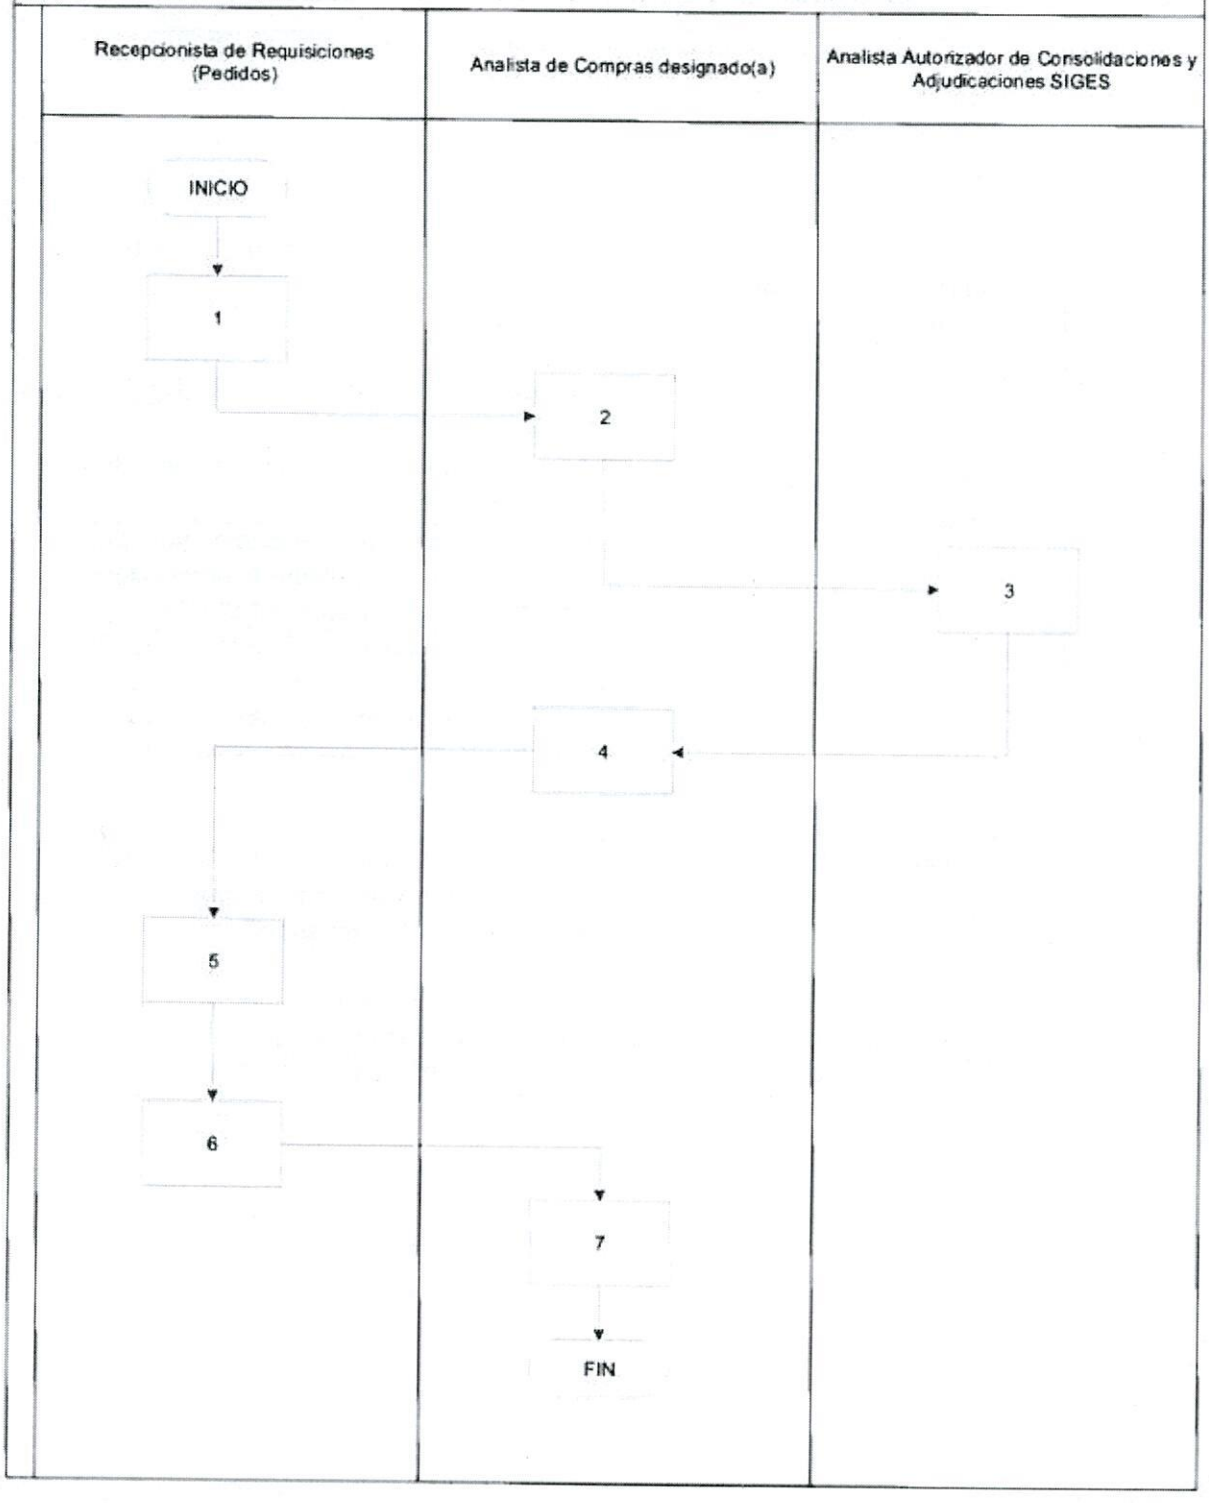 Recepcionista de Requisiciones
(Pedidos)
Analista de Compras designado(a)
Analista Autorizador de Consolidaciones y
Adjudicaciones SIGES
INICIO
1
2
3
4
5
6
7
FIN